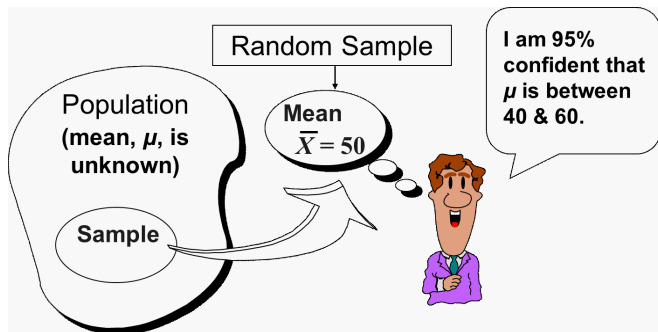 Random Sample
Population
(mean, μ, is
unknown)
Sample
Mean
X̅ = 50
I am 95%
confident that
μ is between
40 & 60.